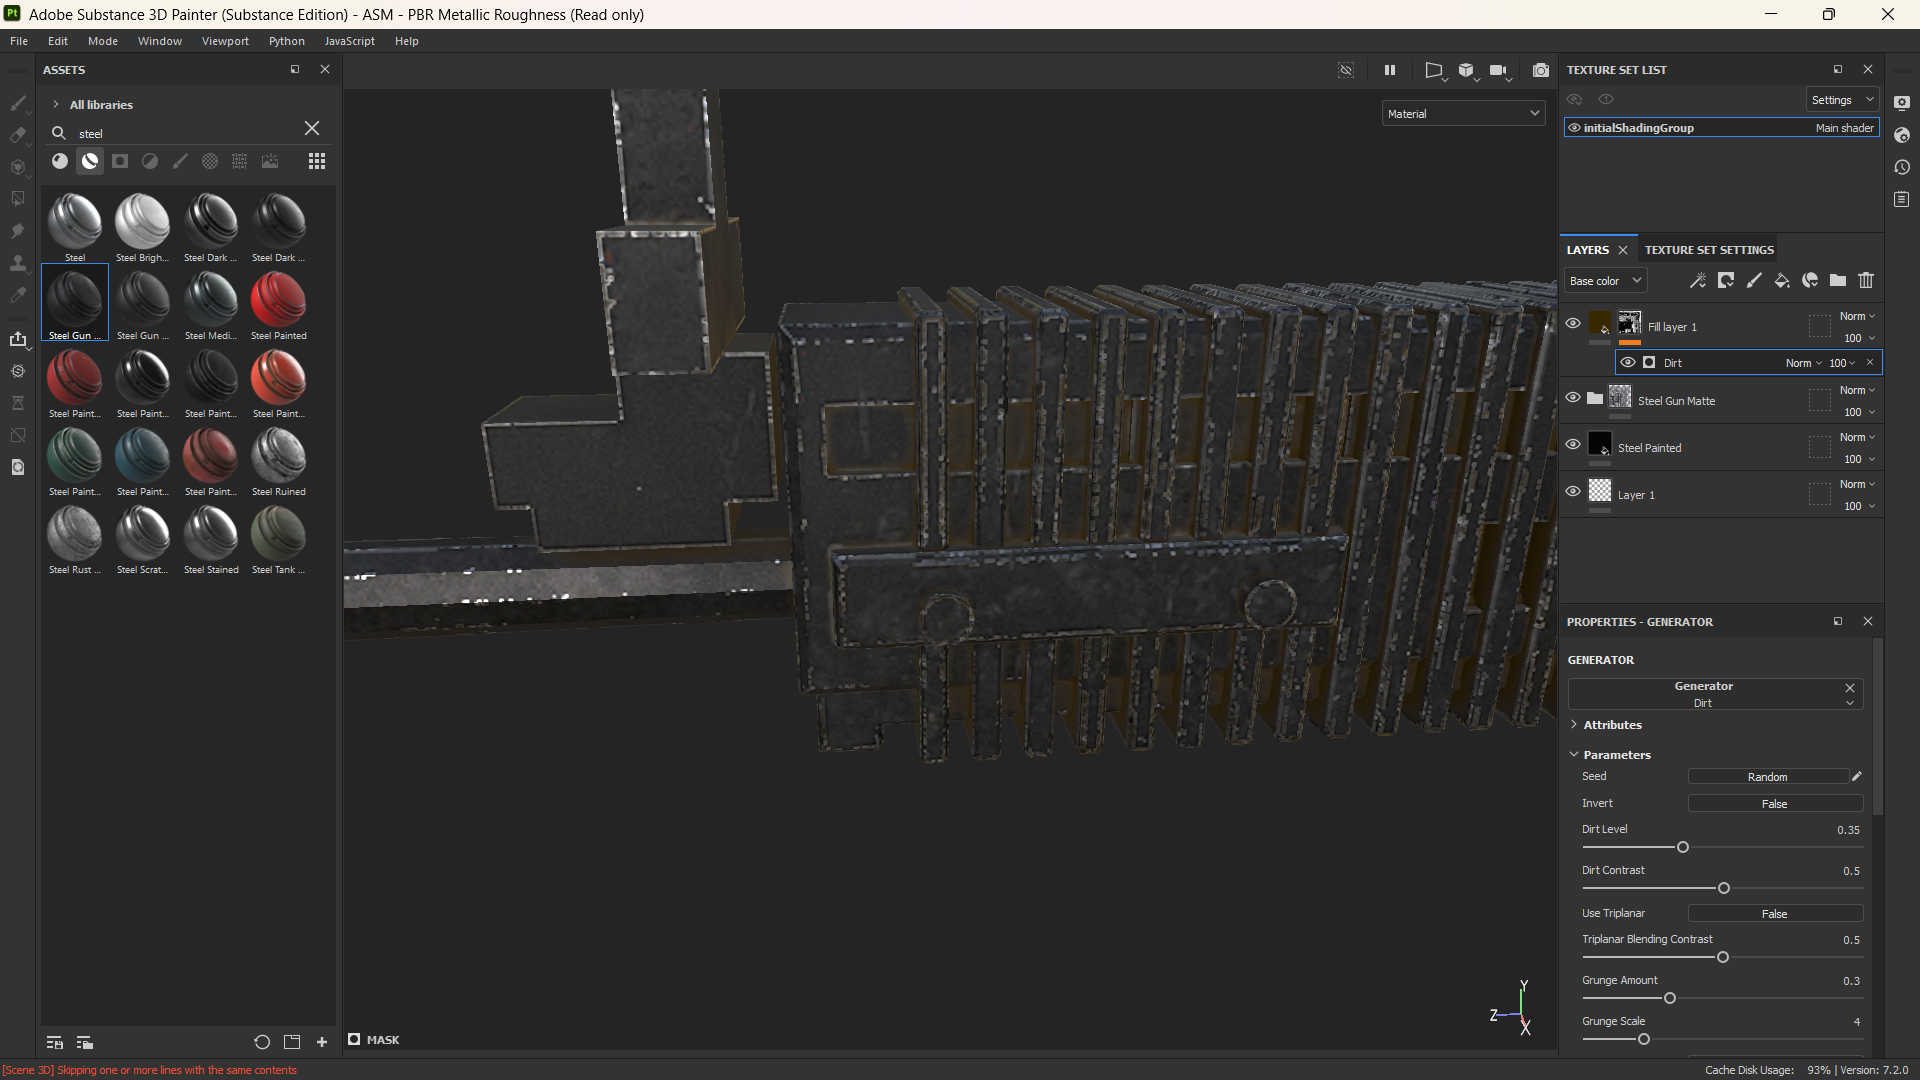 Pt Adobe Substance 3D Painter (Substance Edition) - ASM - PBR Metallic Roughness (Read only)
File Edit Mode Window Viewport Python JavaScript Help
ASSETS
All libraries
steel
Steel Steel Brigh... Steel Dark ... Steel Dark ...
Steel Gun ... Steel Gun ... Steel Medi... Steel Painted
Steel Paint... Steel Paint... Steel Paint... Steel Paint...
Steel Paint... Steel Paint... Steel Paint... Steel Ruined
Steel Rust ... Steel Scrat... Steel Stained Steel Tank ...
Material
Y
Z
X
MASK
TEXTURE SET LIST
Settings
initialShadingGroup Main shader
LAYERS TEXTURE SET SETTINGS
Base color
Fill layer 1 Norm
100
Dirt Norm 100
Steel Gun Matte Norm
100
Steel Painted Norm
100
Layer 1 Norm
100
PROPERTIES - GENERATOR
GENERATOR
Generator
Dirt
Attributes
Parameters
Seed Random
Invert False
Dirt Level 0.35
Dirt Contrast 0.5
Use Triplanar False
Triplanar Blending Contrast 0.5
Grunge Amount 0.3
Grunge Scale 4
[Scene 3D] Skipping one or more lines with the same contents
Cache Disk Usage: 93% | Version: 7.2.0